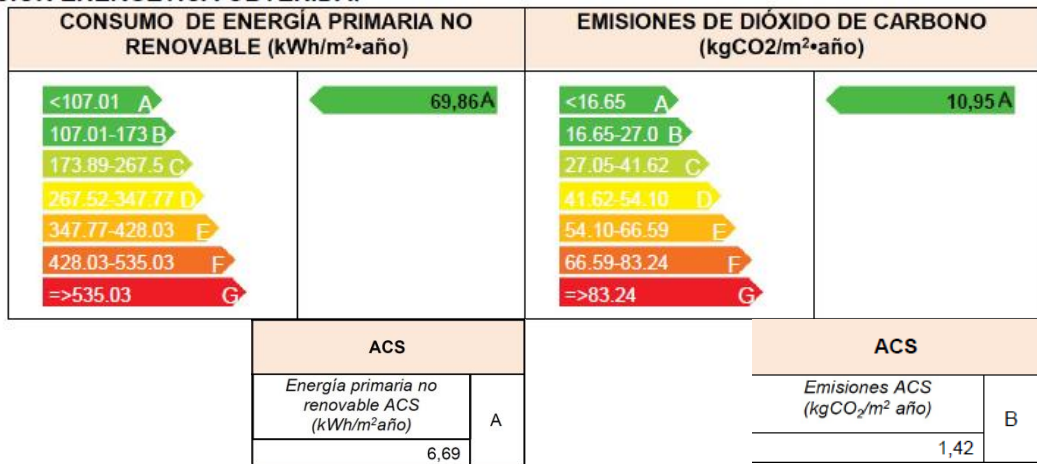 CONSUMO DE ENERGÍA PRIMARIA NO
RENOVABLE (kWh/m²•año)
<107.01 A
107.01-173 B
173.89-267.5 C
267.52-347.77 D
347.77-428.03 E
428.03-535.03 F
=>535.03 G
69,86 A
EMISIONES DE DIÓXIDO DE CARBONO
(kgCO2/m²•año)
<16.65 A
16.65-27.0 B
27.05-41.62 C
41.62-54.10 D
54.10-66.59 E
66.59-83.24 F
=>83.24 G
10,95 A
ACS
Energía primaria no
renovable ACS
(kWh/m²año)
A
6,69
ACS
Emisiones ACS
(kgCO₂/m² año)
B
1,42